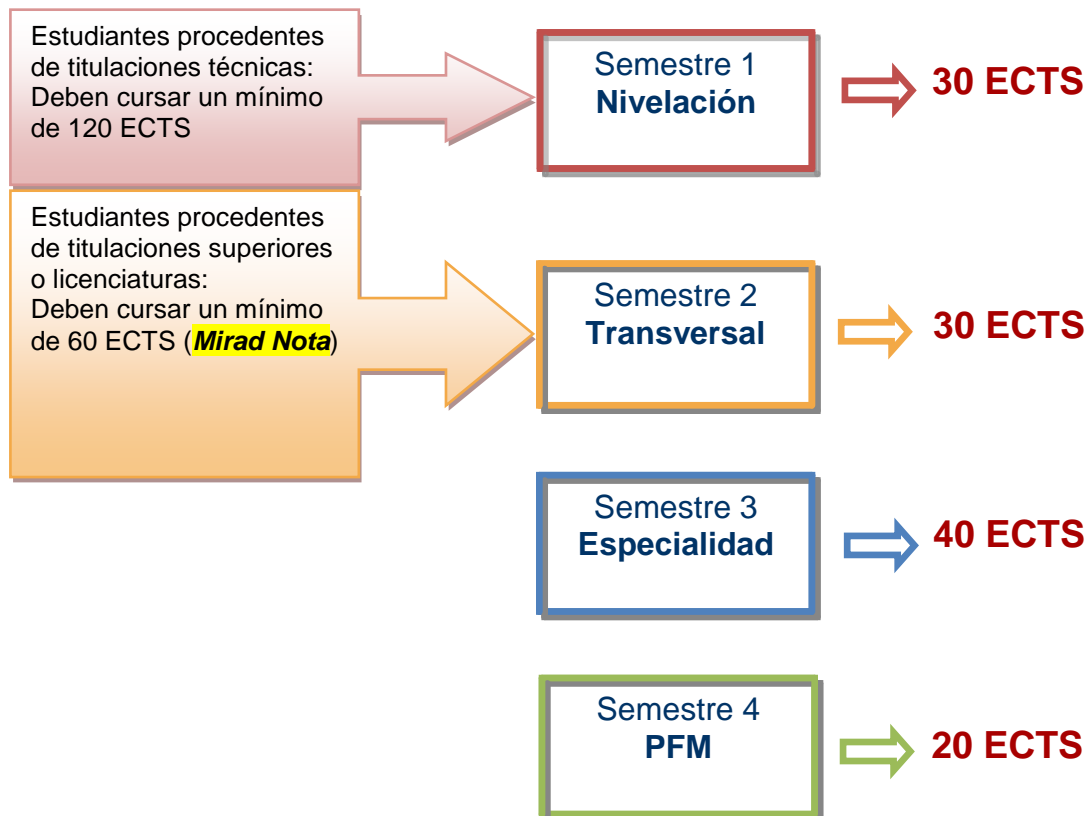 Estudiantes procedentes
de titulaciones técnicas:
Deben cursar un mínimo
de 120 ECTS
Semestre 1
Nivelación
30 ECTS
Estudiantes procedentes
de titulaciones superiores
o licenciaturas:
Deben cursar un mínimo
de 60 ECTS (Mirad Nota)
Semestre 2
Transversal
30 ECTS
Semestre 3
Especialidad
40 ECTS
Semestre 4
PFM
20 ECTS